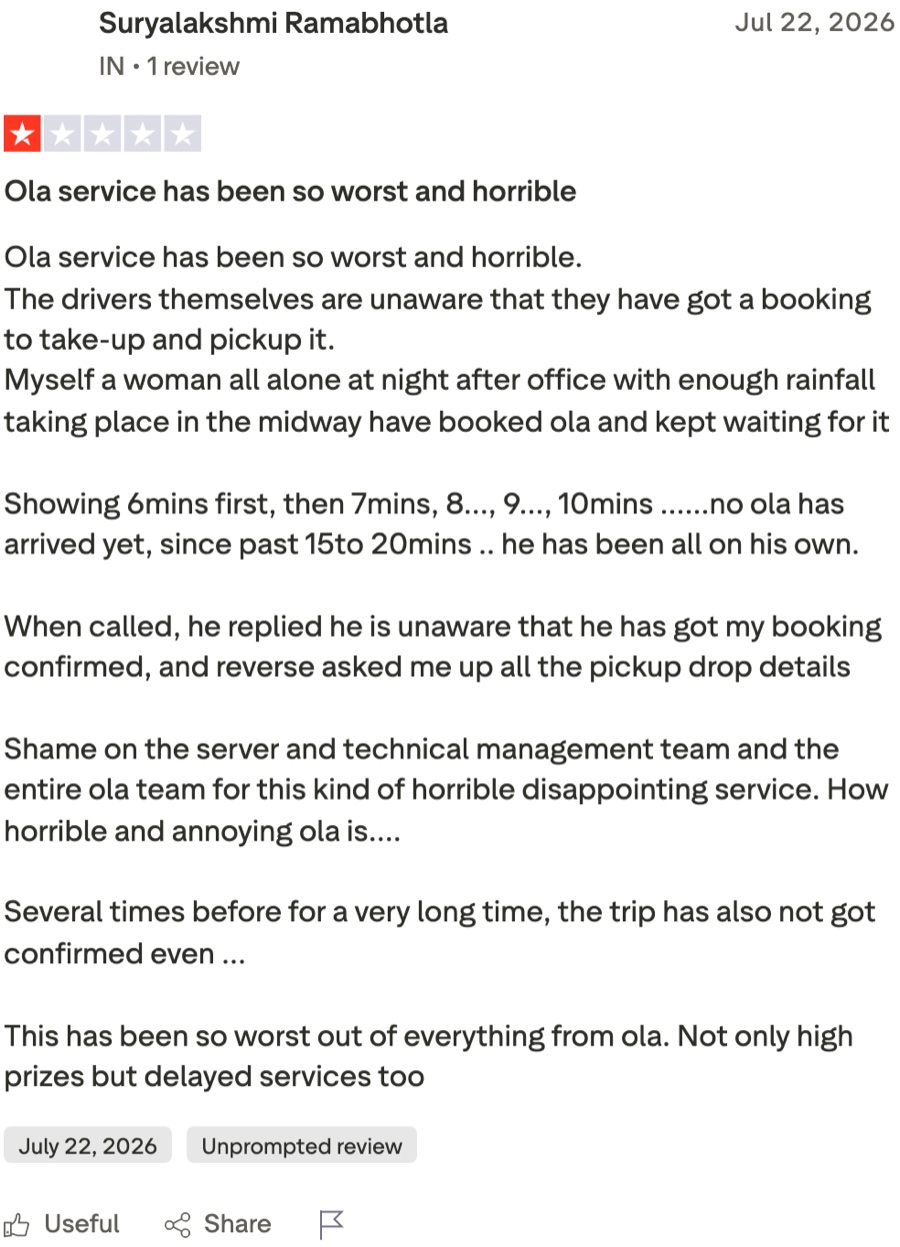 Suryalakshmi Ramabhotla
Jul 22, 2026
IN • 1 review
Ola service has been so worst and horrible
Ola service has been so worst and horrible.
The drivers themselves are unaware that they have got a booking
to take-up and pickup it.
Myself a woman all alone at night after office with enough rainfall
taking place in the midway have booked ola and kept waiting for it
Showing 6mins first, then 7mins, 8..., 9..., 10mins ......no ola has
arrived yet, since past 15to 20mins .. he has been all on his own.
When called, he replied he is unaware that he has got my booking
confirmed, and reverse asked me up all the pickup drop details
Shame on the server and technical management team and the
entire ola team for this kind of horrible disappointing service. How
horrible and annoying ola is....
Several times before for a very long time, the trip has also not got
confirmed even ...
This has been so worst out of everything from ola. Not only high
prizes but delayed services too
July 22, 2026
Unprompted review
Useful
Share